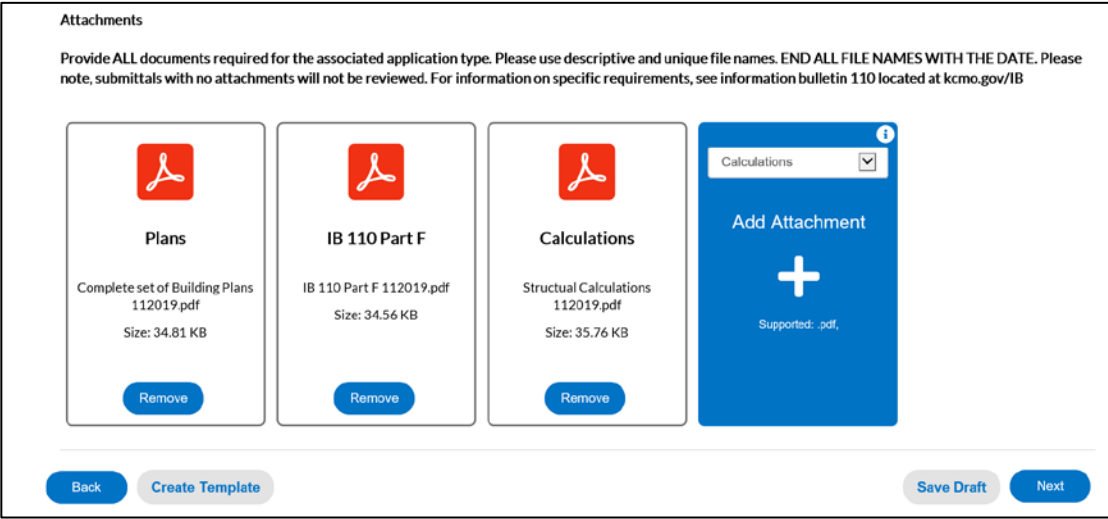 Attachments
Provide ALL documents required for the associated application type. Please use descriptive and unique file names. END ALL FILE NAMES WITH THE DATE. Please
note, submittals with no attachments will not be reviewed. For information on specific requirements, see information bulletin 110 located at kcmo.gov/IB
Plans
Complete set of Building Plans
112019.pdf
Size: 34.81 KB
Remove
IB 110 Part F
IB 110 Part F 112019.pdf
Size: 34.56 KB
Remove
Calculations
Structual Calculations
112019.pdf
Size: 35.76 KB
Remove
i
Calculations
Add Attachment
Supported: .pdf,
Back
Create Template
Save Draft
Next